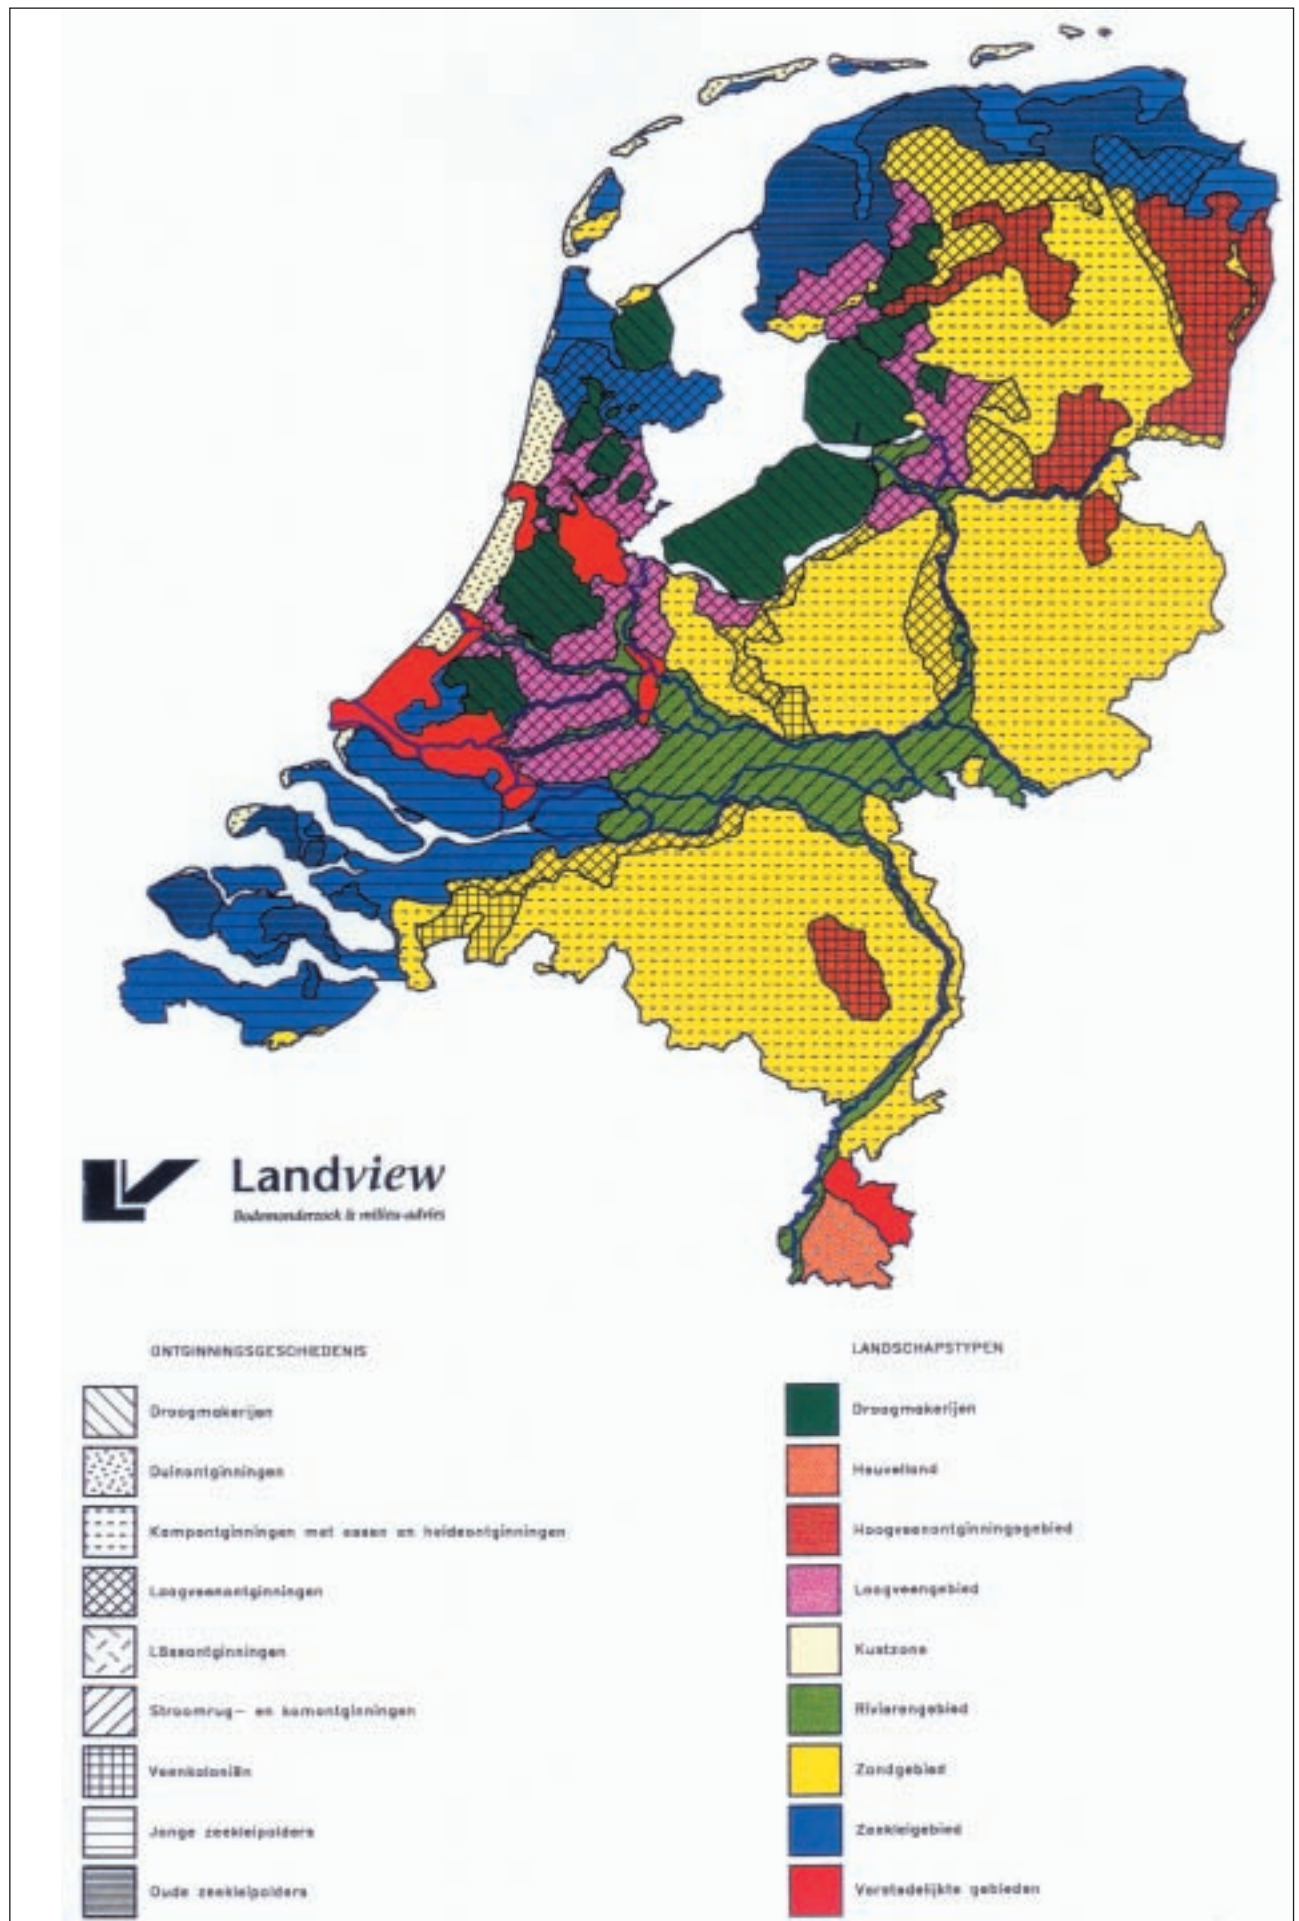 Landview
Bodemonderzoek & milieu-advies
ONTGINNINGSGESCHIEDENIS
Droogmakerijen
Duinontginningen
Kampontginningen met essen en heideontginningen
Laagveenontginningen
Lössontginningen
Stroomrug- en komontginningen
Veenkoloniën
Jonge zeekleipolders
Oude zeekleipolders
LANDSCHAPSTYPEN
Droogmakerijen
Heuvelland
Hoogveenontginningsgebied
Laagveengebied
Kustzone
Rivierengebied
Zandgebied
Zeekleigebied
Verstedelijkte gebieden